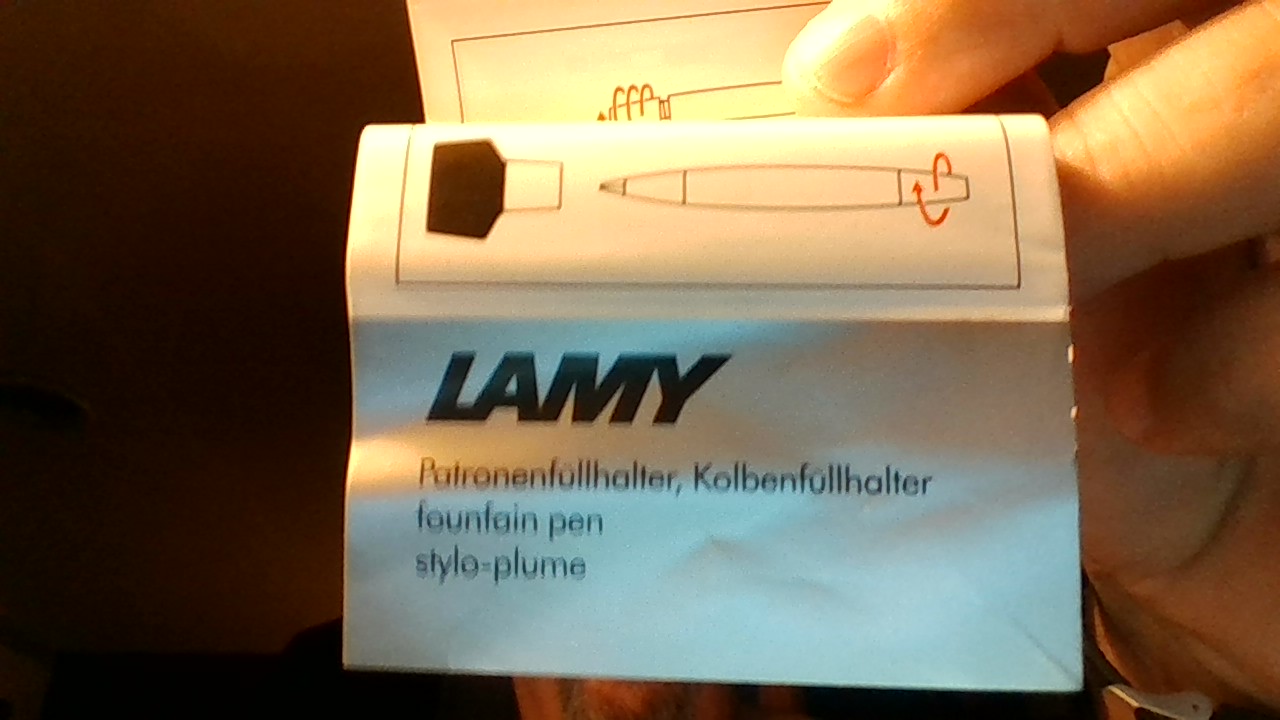 LAMY
Patronenfüllhalter, Kolbenfüllhalter
fountain pen
stylo-plume